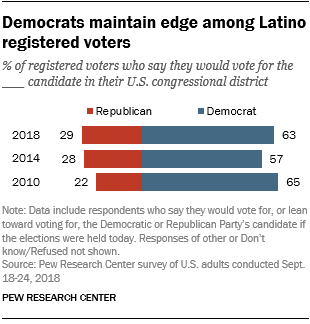 Democrats maintain edge among Latino
registered voters
% of registered voters who say they would vote for the
___ candidate in their U.S. congressional district
Republican Democrat
2018 29 63
2014 28 57
2010 22 65
Note: Data include respondents who say they would vote for, or lean
toward voting for, the Democratic or Republican Party's candidate if
the elections were held today. Responses of other or Don't
know/Refused not shown.
Source: Pew Research Center survey of U.S. adults conducted Sept.
18-24, 2018
PEW RESEARCH CENTER